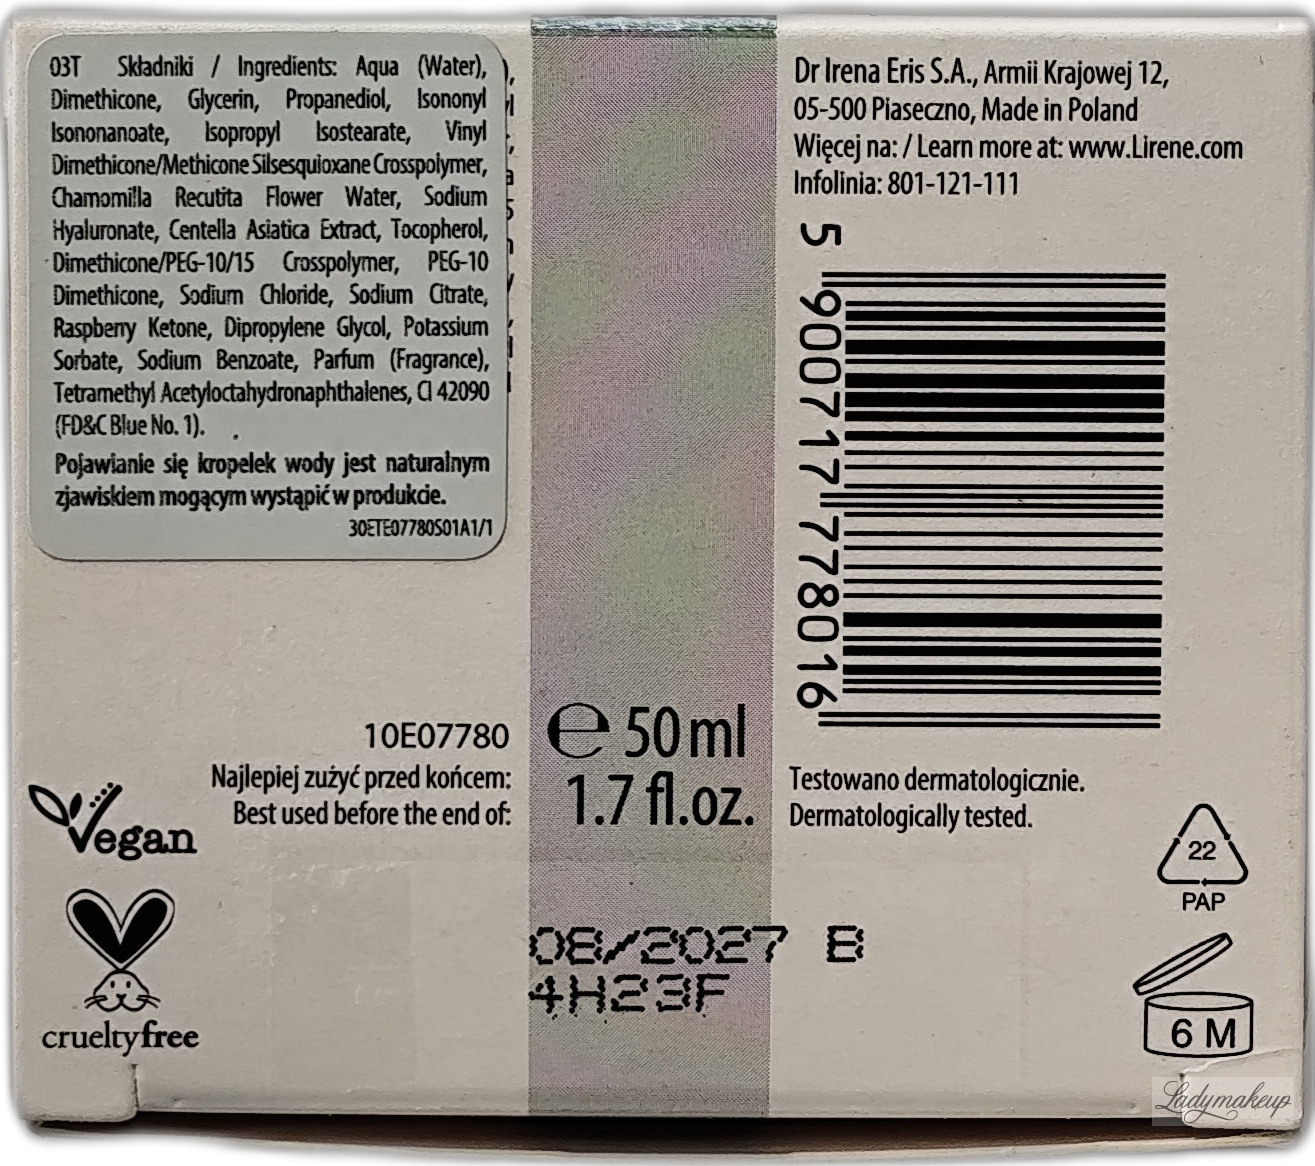 03T Składniki / Ingredients: Aqua (Water),
Dimethicone, Glycerin, Propanediol, Isononyl
Isononanoate, Isopropyl Isostearate, Vinyl
Dimethicone/Methicone Silsesquioxane Crosspolymer,
Chamomilla Recutita Flower Water, Sodium
Hyaluronate, Centella Asiatica Extract, Tocopherol,
Dimethicone/PEG-10/15 Crosspolymer, PEG-10
Dimethicone, Sodium Chloride, Sodium Citrate,
Raspberry Ketone, Dipropylene Glycol, Potassium
Sorbate, Sodium Benzoate, Parfum (Fragrance),
Tetramethyl Acetyloctahydronaphthalenes, CI 42090
(FD&C Blue No. 1).
Pojawianie się kropelek wody jest naturalnym
zjawiskiem mogącym wystąpić w produkcie.
30ETE07780S01A1/1
Dr Irena Eris S.A., Armii Krajowej 12,
05-500 Piaseczno, Made in Poland
Więcej na: / Learn more at: www.Lirene.com
Infolinia: 801-121-111
5 900717 778016
10E07780
Najlepiej zużyć przed końcem:
Best used before the end of:
e 50 ml
1.7 fl.oz.
Testowano dermatologicznie.
Dermatologically tested.
Vegan
crueltyfree
08/2027 B
4H23F
22
PAP
6 M
Ladymakeup